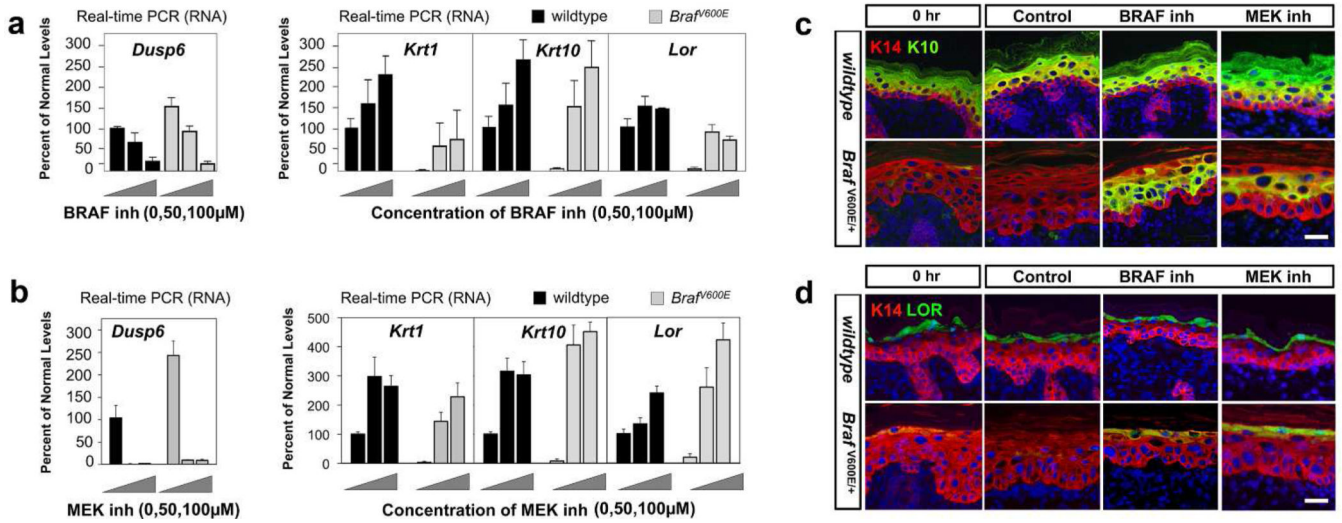 a
Real-time PCR (RNA)
Dusp6
Percent of Normal Levels
300
250
200
150
100
50
0
BRAF inh (0,50,100μM)
Real-time PCR (RNA)
wildtype
BrafV600E
Krt1
Krt10
Lor
Percent of Normal Levels
300
250
200
150
100
50
0
Concentration of BRAF inh (0,50,100μM)
b
Real-time PCR (RNA)
Dusp6
Percent of Normal Levels
300
250
200
150
100
50
0
MEK inh (0,50,100μM)
Real-time PCR (RNA)
wildtype
BrafV600E
Krt1
Krt10
Lor
Percent of Normal Levels
500
400
300
200
100
0
Concentration of MEK inh (0,50,100μM)
c
0 hr
Control
BRAF inh
MEK inh
K14 K10
wildtype
Braf V600E/+
d
0 hr
Control
BRAF inh
MEK inh
K14 LOR
wildtype
Braf V600E/+